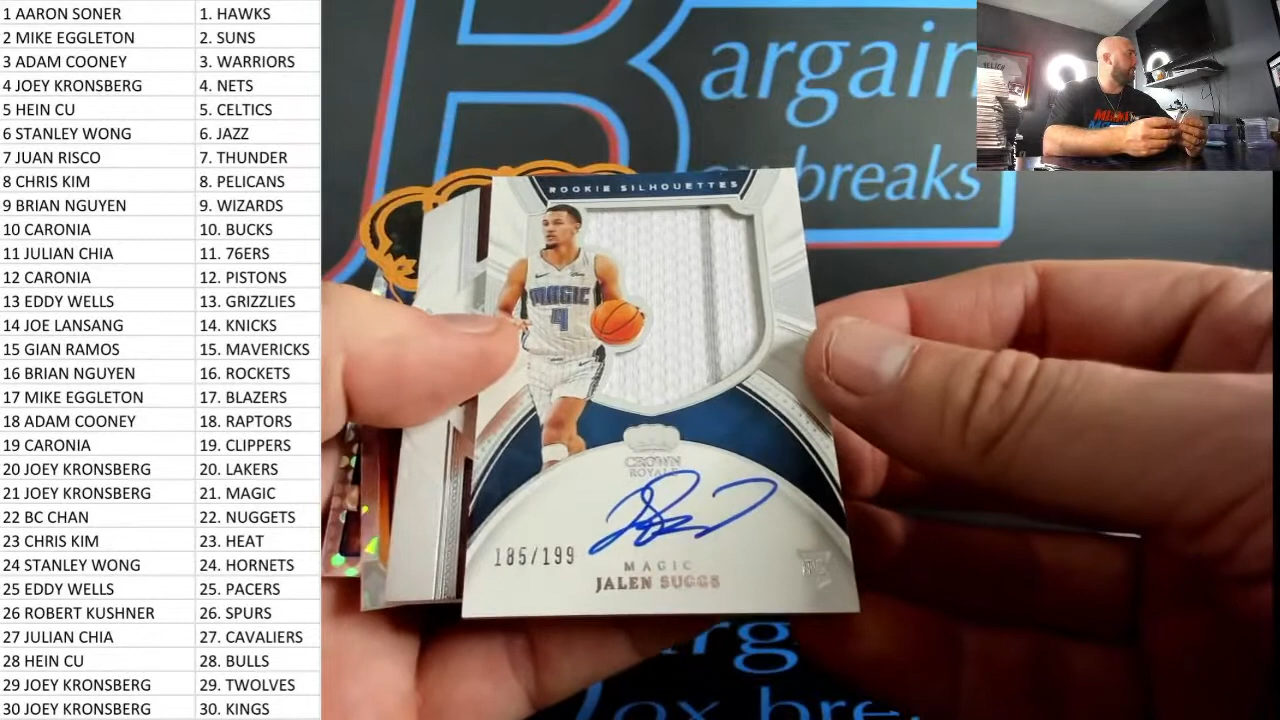 1 AARON SONER 1. HAWKS
2 MIKE EGGLETON 2. SUNS
3 ADAM COONEY 3. WARRIORS
4 JOEY KRONSBERG 4. NETS
5 HEIN CU 5. CELTICS
6 STANLEY WONG 6. JAZZ
7 JUAN RISCO 7. THUNDER
8 CHRIS KIM 8. PELICANS
9 BRIAN NGUYEN 9. WIZARDS
10 CARONIA 10. BUCKS
11 JULIAN CHIA 11. 76ERS
12 CARONIA 12. PISTONS
13 EDDY WELLS 13. GRIZZLIES
14 JOE LANSANG 14. KNICKS
15 GIAN RAMOS 15. MAVERICKS
16 BRIAN NGUYEN 16. ROCKETS
17 MIKE EGGLETON 17. BLAZERS
18 ADAM COONEY 18. RAPTORS
19 CARONIA 19. CLIPPERS
20 JOEY KRONSBERG 20. LAKERS
21 JOEY KRONSBERG 21. MAGIC
22 BC CHAN 22. NUGGETS
23 CHRIS KIM 23. HEAT
24 STANLEY WONG 24. HORNETS
25 EDDY WELLS 25. PACERS
26 ROBERT KUSHNER 26. SPURS
27 JULIAN CHIA 27. CAVALIERS
28 HEIN CU 28. BULLS
29 JOEY KRONSBERG 29. TWOLVES
30 JOEY KRONSBERG 30. KINGS
Bargain
ox breaks
ROOKIE SILHOUETTES
MAGIC
4
CROWN
ROYALE
185/199
MAGIC
JALEN SUGGS
arg
ox bre